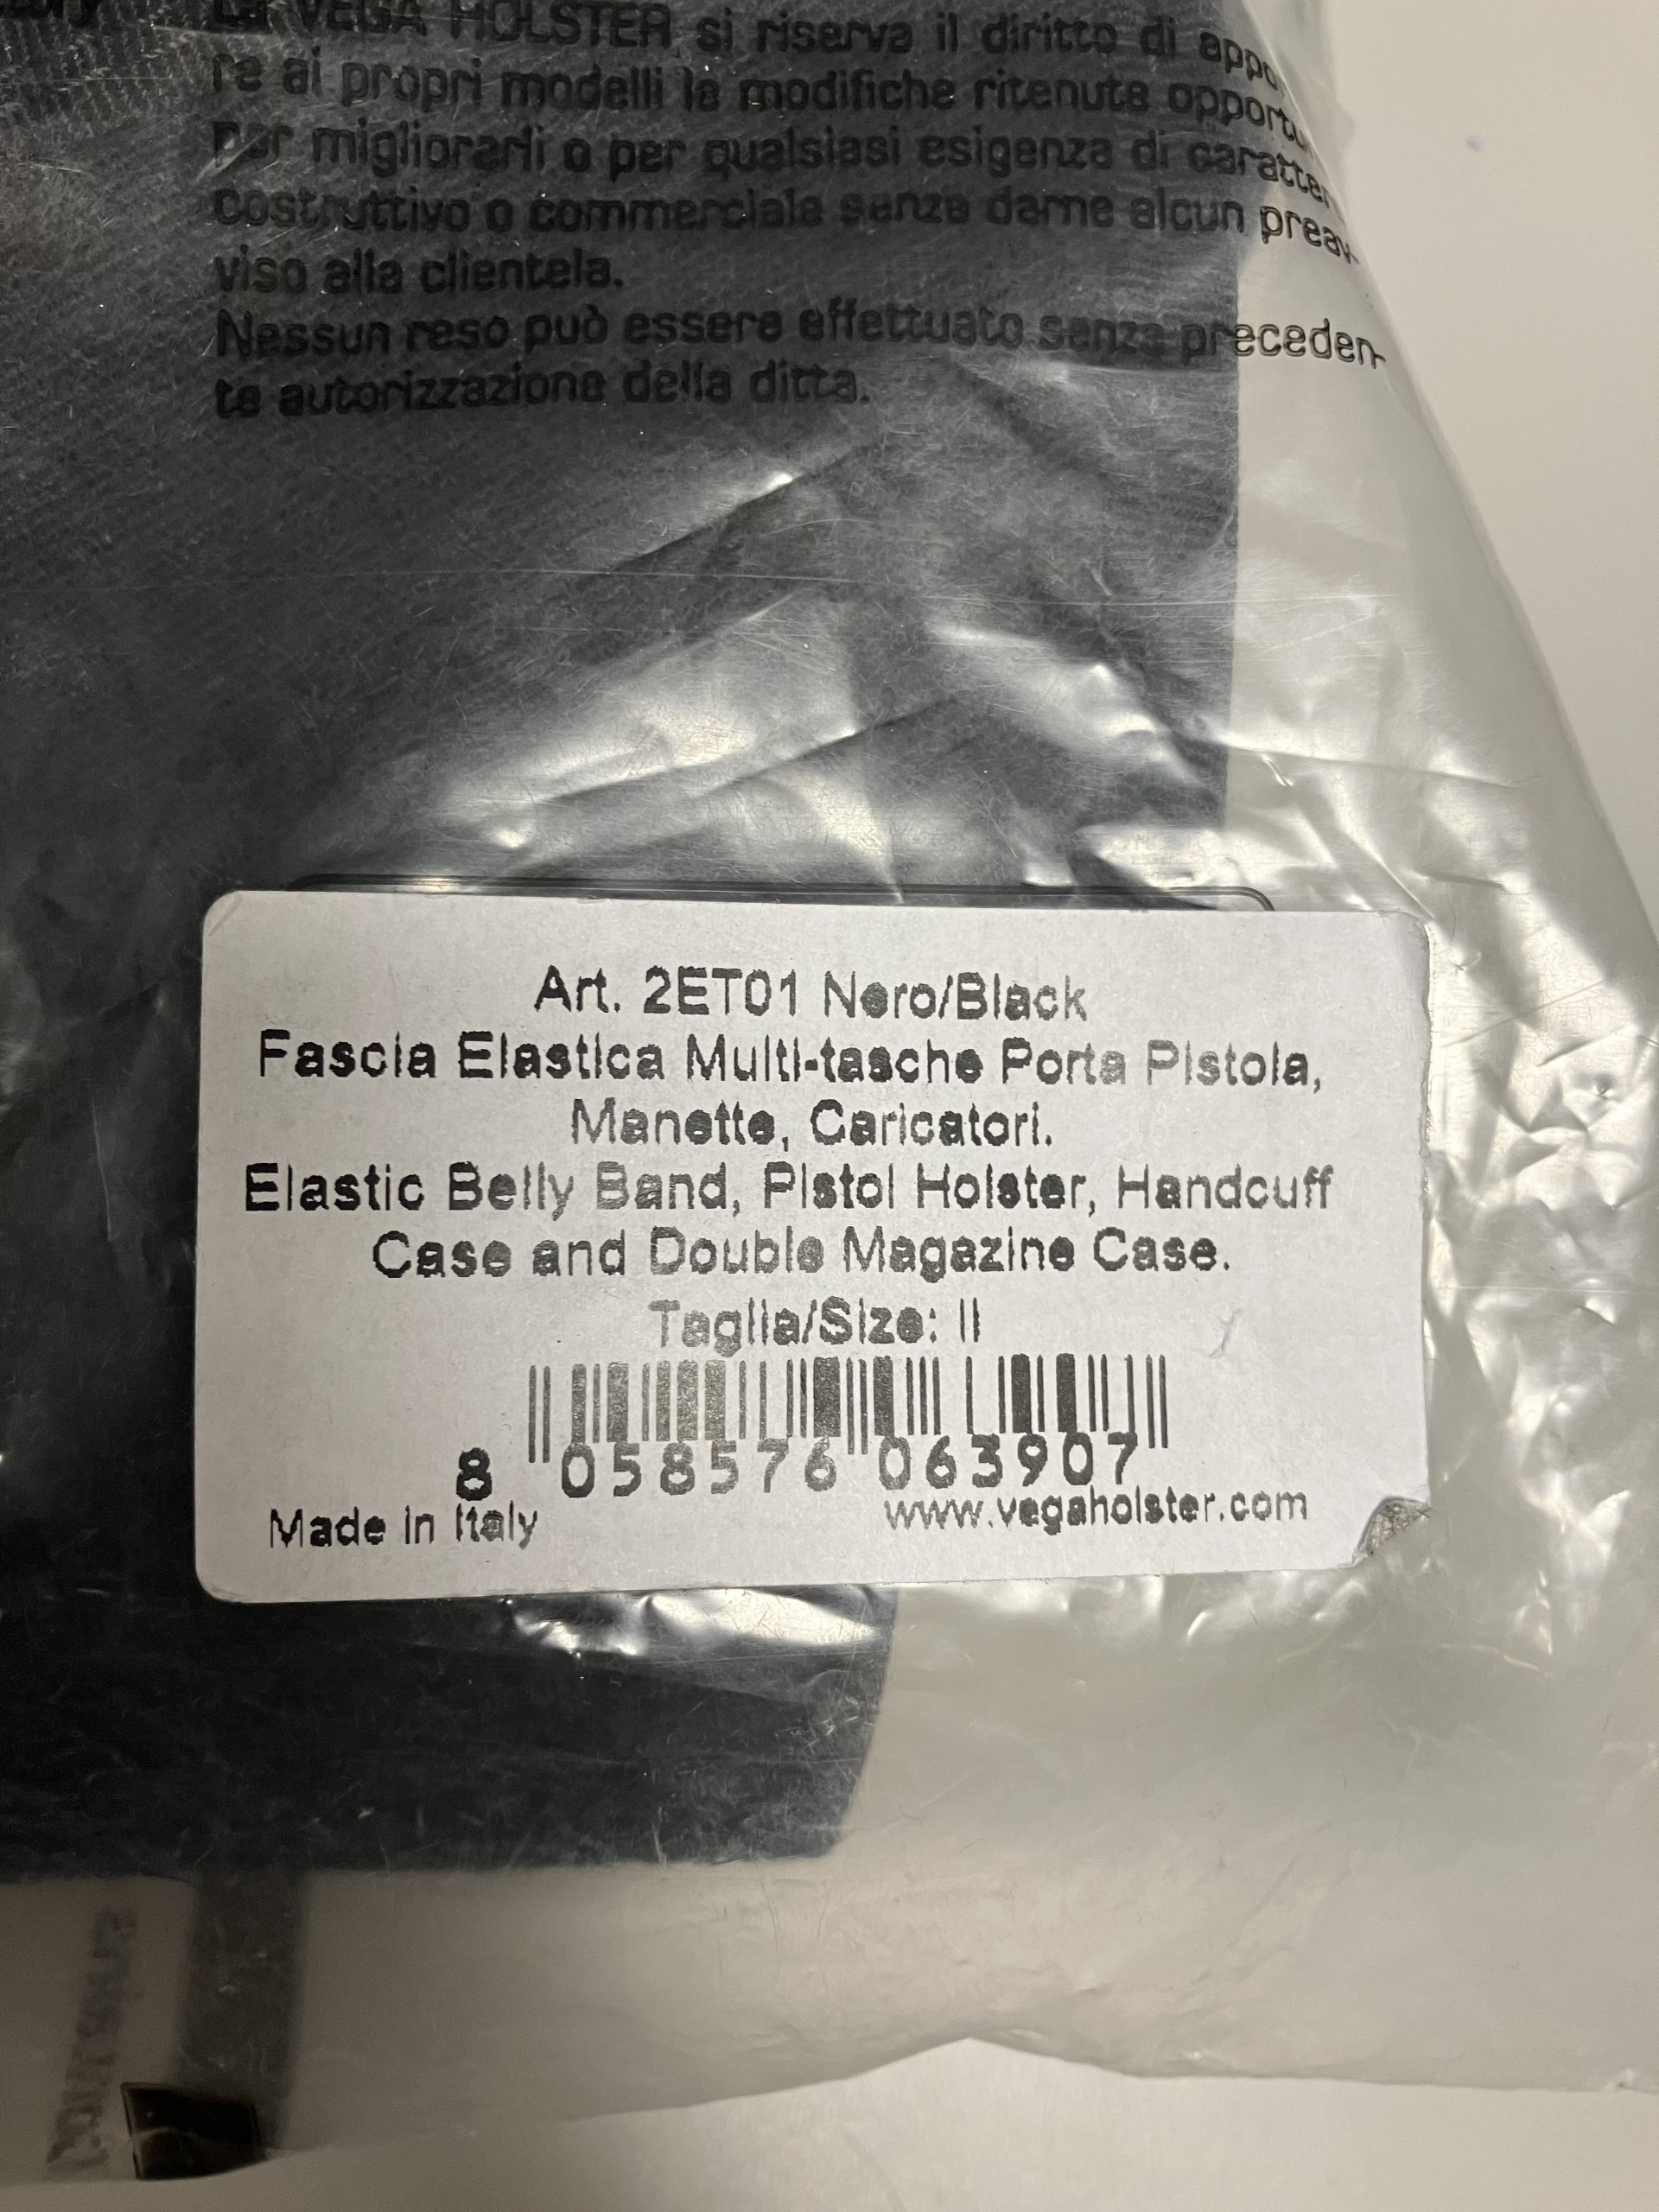 La VEGA HOLSTER si riserva il diritto di appo
re ai propri modelli le modifiche ritenute opportu
per migliorarli o per qualsiasi esigenza di caratter
costruttivo o commerciale senza darne alcun preav-
viso alla clientela.
Nessun reso può essere effettuato senza preceden-
te autorizzazione della ditta.
Art. 2ET01 Nero/Black
Fascia Elastica Multi-tasche Porta Pistola,
Manette, Caricatori.
Elastic Belly Band, Pistol Holster, Handcuff
Case and Double Magazine Case.
Taglia/Size: II
8 058576 063907
Made in Italy
www.vegaholster.com